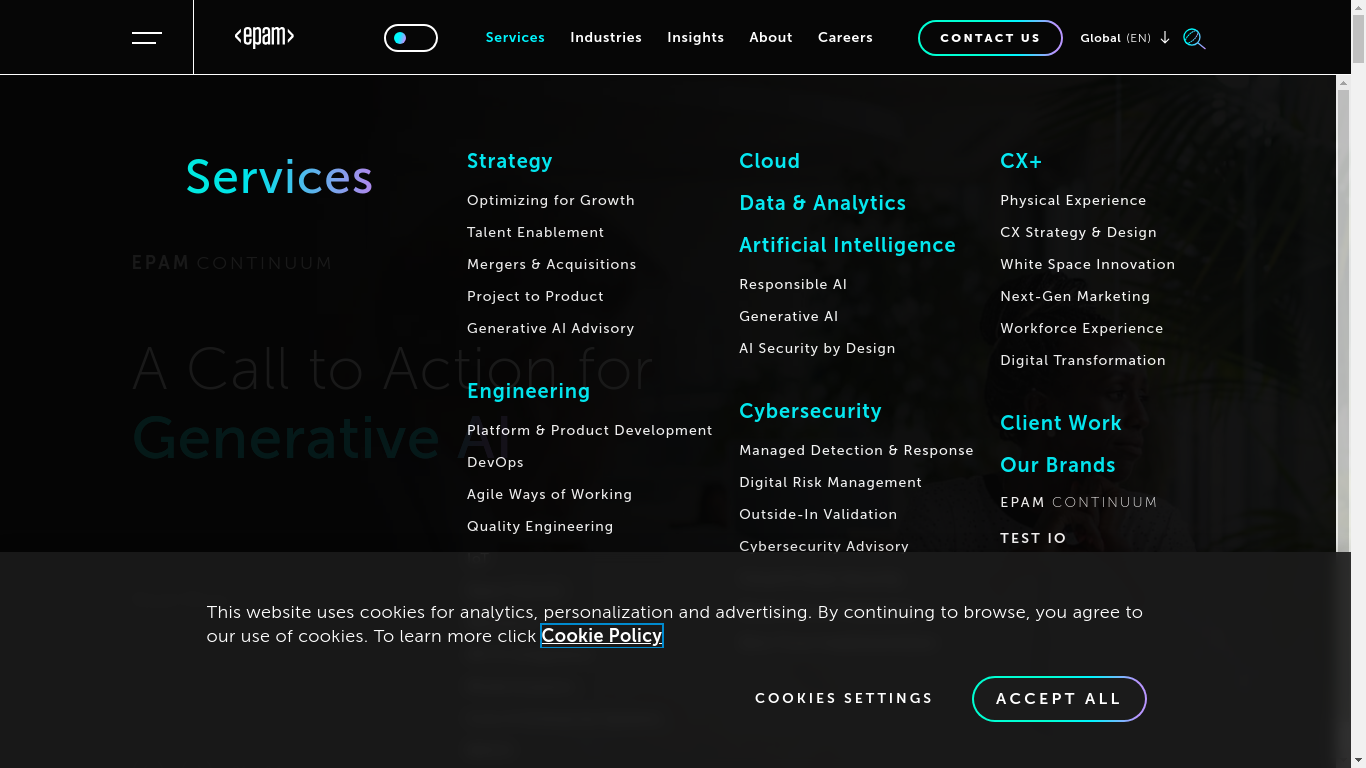 <epam>
Services
Industries
Insights
About
Careers
CONTACT US
Global (EN)
Services
EPAM CONTINUUM
A Call to Action for
Generative AI
Strategy
Optimizing for Growth
Talent Enablement
Mergers & Acquisitions
Project to Product
Generative AI Advisory
Engineering
Platform & Product Development
DevOps
Agile Ways of Working
Quality Engineering
IoT
Cloud
Data & Analytics
Artificial Intelligence
Responsible AI
Generative AI
AI Security by Design
Cybersecurity
Managed Detection & Response
Digital Risk Management
Outside-In Validation
Cybersecurity Advisory
CX+
Physical Experience
CX Strategy & Design
White Space Innovation
Next-Gen Marketing
Workforce Experience
Digital Transformation
Client Work
Our Brands
EPAM CONTINUUM
TEST IO
This website uses cookies for analytics, personalization and advertising. By continuing to browse, you agree to
our use of cookies. To learn more click Cookie Policy
COOKIES SETTINGS
ACCEPT ALL